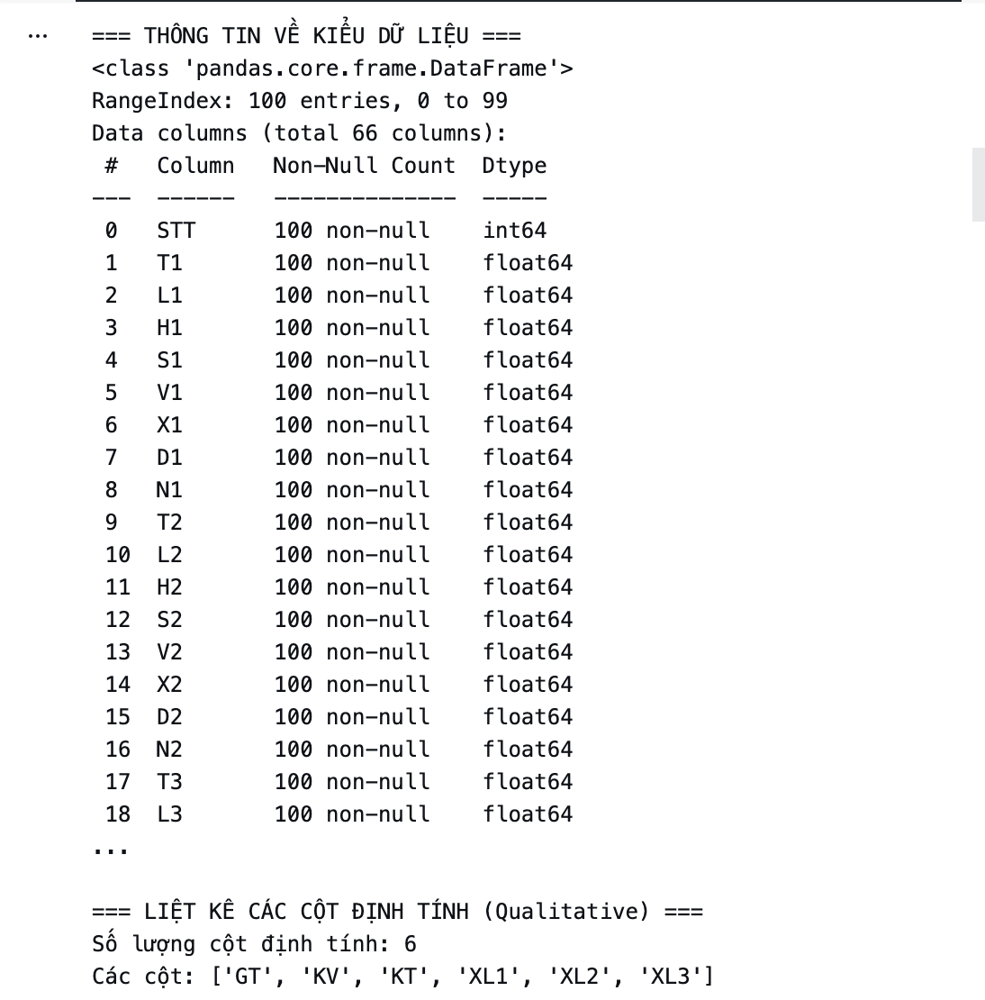 ...
=== THÔNG TIN VỀ KIỂU DỮ LIỆU ===
<class 'pandas.core.frame.DataFrame'>
RangeIndex: 100 entries, 0 to 99
Data columns (total 66 columns):
 #   Column   Non-Null Count  Dtype
---  ------   --------------  -----
 0   STT      100 non-null    int64
 1   T1       100 non-null    float64
 2   L1       100 non-null    float64
 3   H1       100 non-null    float64
 4   S1       100 non-null    float64
 5   V1       100 non-null    float64
 6   X1       100 non-null    float64
 7   D1       100 non-null    float64
 8   N1       100 non-null    float64
 9   T2       100 non-null    float64
 10  L2       100 non-null    float64
 11  H2       100 non-null    float64
 12  S2       100 non-null    float64
 13  V2       100 non-null    float64
 14  X2       100 non-null    float64
 15  D2       100 non-null    float64
 16  N2       100 non-null    float64
 17  T3       100 non-null    float64
 18  L3       100 non-null    float64
...
=== LIỆT KÊ CÁC CỘT ĐỊNH TÍNH (Qualitative) ===
Số lượng cột định tính: 6
Các cột: ['GT', 'KV', 'KT', 'XL1', 'XL2', 'XL3']